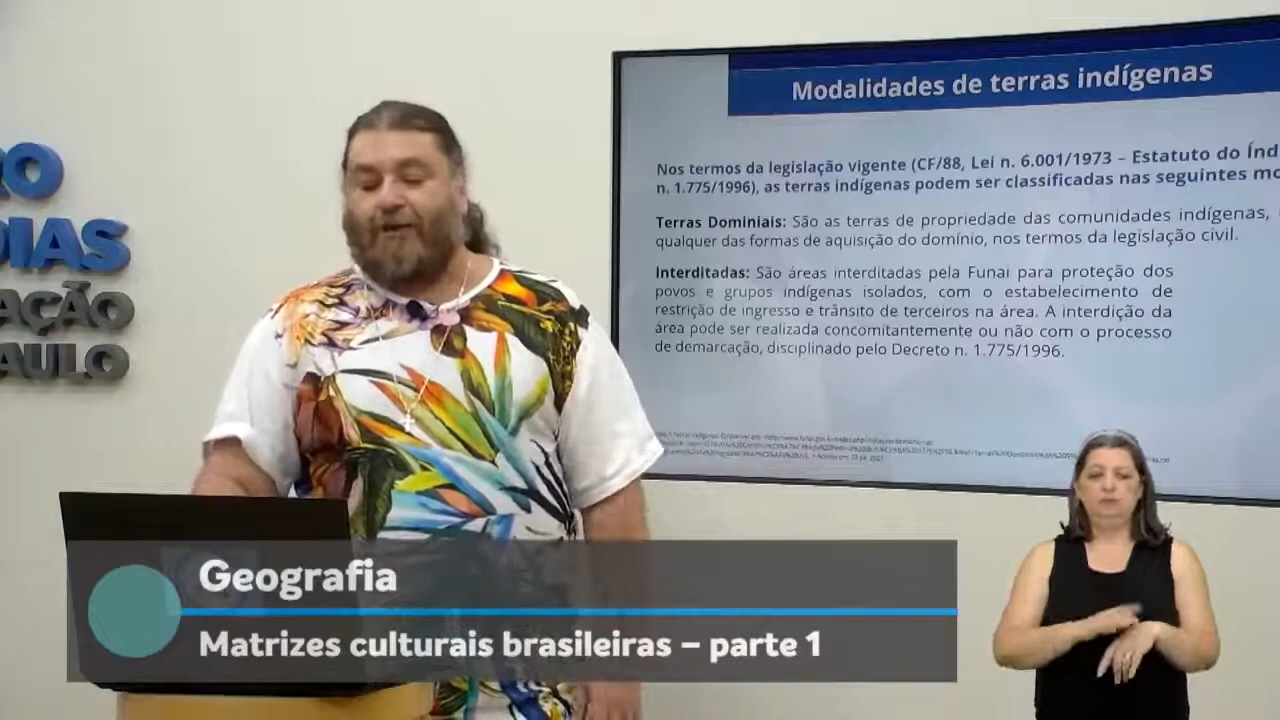 RO
DIAS
AÇÃO
AULO
Modalidades de terras indígenas
Nos termos da legislação vigente (CF/88, Lei n. 6.001/1973 – Estatuto do Índ
n. 1.775/1996), as terras indígenas podem ser classificadas nas seguintes mo
Terras Dominiais: São as terras de propriedade das comunidades indígenas,
qualquer das formas de aquisição do domínio, nos termos da legislação civil.
Interditadas: São áreas interditadas pela Funai para proteção dos
povos e grupos indígenas isolados, com o estabelecimento de
restrição de ingresso e trânsito de terceiros na área. A interdição da
área pode ser realizada concomitantemente ou não com o processo
de demarcação, disciplinado pelo Decreto n. 1.775/1996.
Geografia
Matrizes culturais brasileiras – parte 1